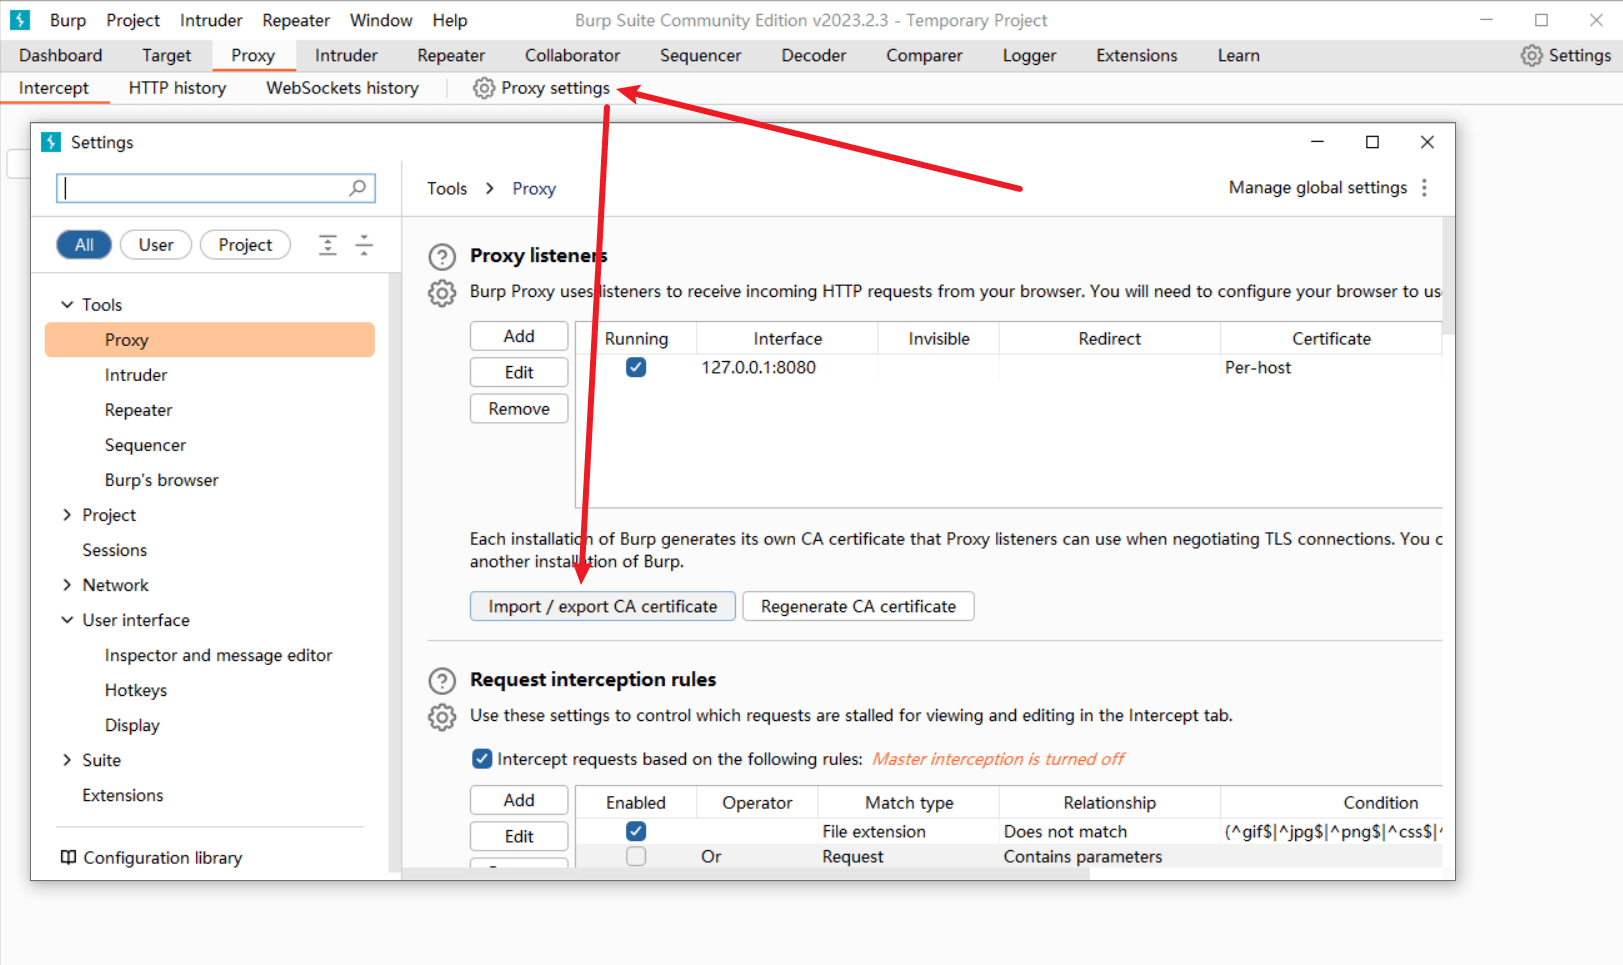 Burp Project Intruder Repeater Window Help Burp Suite Community Edition v2023.2.3 - Temporary Project
Dashboard Target Proxy Intruder Repeater Collaborator Sequencer Decoder Comparer Logger Extensions Learn Settings
Intercept HTTP history WebSockets history Proxy settings
Settings
Tools > Proxy Manage global settings
All User Project
Tools
Proxy
Intruder
Repeater
Sequencer
Burp's browser
Project
Sessions
Network
User interface
Inspector and message editor
Hotkeys
Display
Suite
Extensions
Configuration library
Proxy listeners
Burp Proxy uses listeners to receive incoming HTTP requests from your browser. You will need to configure your browser to us
Add
Edit
Remove
Running Interface Invisible Redirect Certificate
127.0.0.1:8080 Per-host
Each installation of Burp generates its own CA certificate that Proxy listeners can use when negotiating TLS connections. You c
another installation of Burp.
Import / export CA certificate Regenerate CA certificate
Request interception rules
Use these settings to control which requests are stalled for viewing and editing in the Intercept tab.
Intercept requests based on the following rules: Master interception is turned off
Add
Edit
Enabled Operator Match type Relationship Condition
File extension Does not match (^gif$|^jpg$|^png$|^css$|^
Or Request Contains parameters